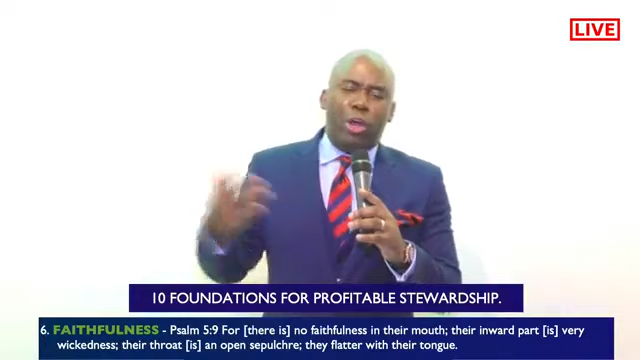 LIVE
10 FOUNDATIONS FOR PROFITABLE STEWARDSHIP.
6. FAITHFULNESS - Psalm 5:9 For [there is] no faithfulness in their mouth; their inward part [is] very
wickedness; their throat [is] an open sepulchre; they flatter with their tongue.